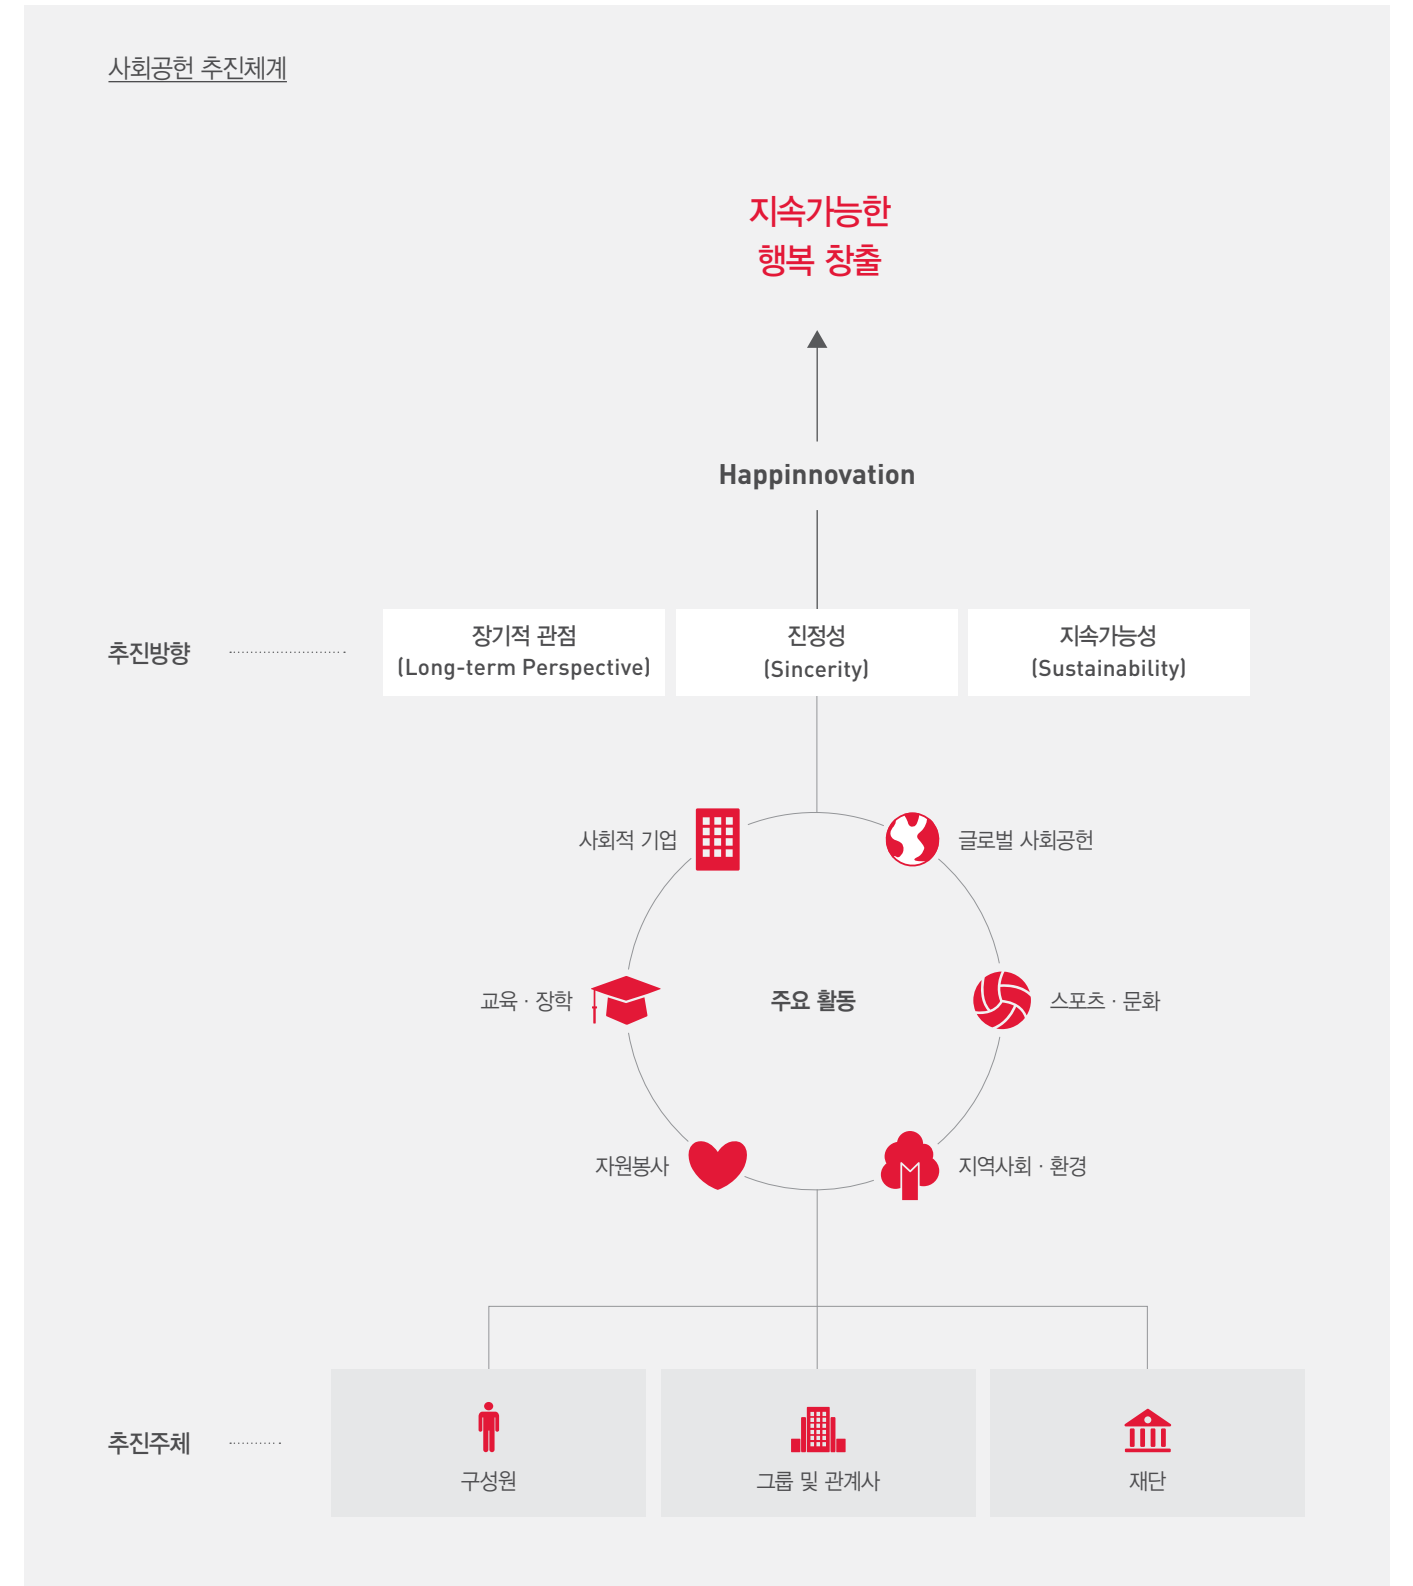 사회공헌 추진체계
지속가능한
행복 창출
Happinnovation
추진방향
장기적 관점
(Long-term Perspective)
진정성
(Sincerity)
지속가능성
(Sustainability)
사회적 기업
글로벌 사회공헌
교육 · 장학
주요 활동
스포츠 · 문화
자원봉사
지역사회 · 환경
추진주체
구성원
그룹 및 관계사
재단